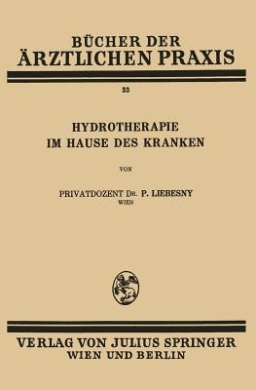 BÜCHER DER
ÄRZTLICHEN PRAXIS
33
HYDROTHERAPIE
IM HAUSE DES KRANKEN
VON
PRIVATDOZENT DR. P. LIEBESNY
WIEN
VERLAG VON JULIUS SPRINGER
WIEN UND BERLIN